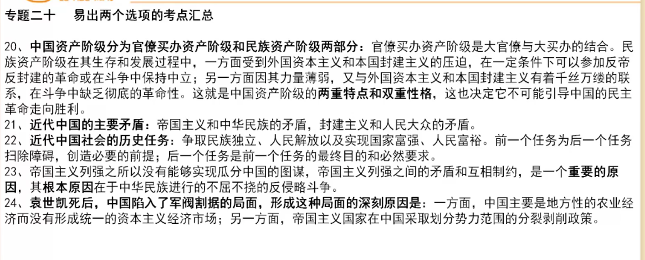 专题二十 易出两个选项的考点汇总
20、中国资产阶级分为官僚买办资产阶级和民族资产阶级两部分：官僚买办资产阶级是大官僚与大买办的结合。民
族资产阶级在其生存和发展过程中，一方面受到外国资本主义和本国封建主义的压迫，在一定条件下可以参加反帝
反封建的革命或在斗争中保持中立；另一方面因其力量薄弱，又与外国资本主义和本国封建主义有着千丝万缕的联
系，在斗争中缺乏彻底的革命性。这就是中国资产阶级的两重特点和双重性格，这也决定它不可能引导中国的民主
革命走向胜利。
21、近代中国的主要矛盾：帝国主义和中华民族的矛盾，封建主义和人民大众的矛盾。
22、近代中国社会的历史任务：争取民族独立、人民解放以及实现国家富强、人民富裕。前一个任务为后一个任务
扫除障碍，创造必要的前提；后一个任务是前一个任务的最终目的和必然要求。
23、帝国主义列强之所以没有能够实现瓜分中国的图谋，帝国主义列强之间的矛盾和互相制约，是一个重要的原
因，其根本原因在于中华民族进行的不屈不挠的反侵略斗争。
24、袁世凯死后，中国陷入了军阀割据的局面，形成这种局面的深刻原因是：一方面，中国主要是地方性的农业经
济而没有形成统一的资本主义经济市场；另一方面，帝国主义国家在中国采取划分势力范围的分裂剥削政策。